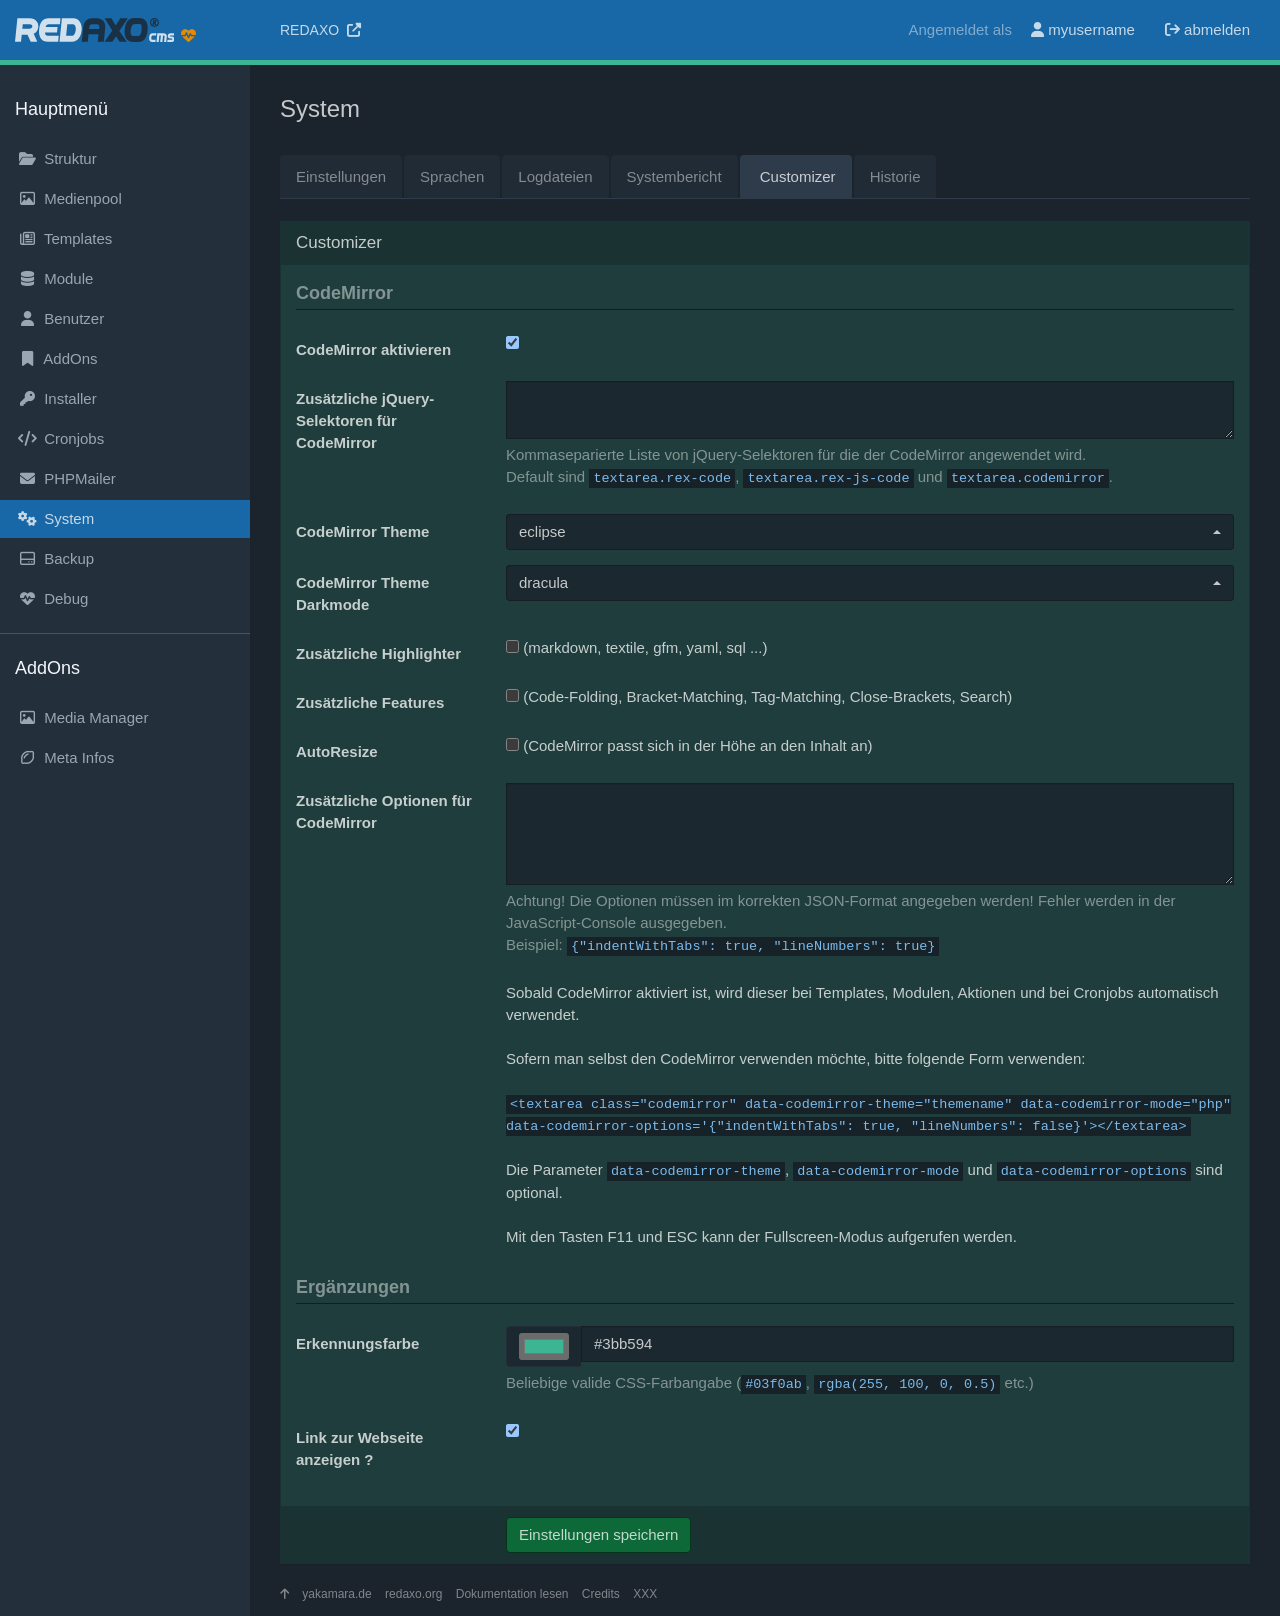 REDAXO® cms
REDAXO
Angemeldet als myusername abmelden
Hauptmenü
Struktur
Medienpool
Templates
Module
Benutzer
AddOns
Installer
Cronjobs
PHPMailer
System
Backup
Debug
AddOns
Media Manager
Meta Infos
System
Einstellungen Sprachen Logdateien Systembericht Customizer Historie
Customizer
CodeMirror
CodeMirror aktivieren
Zusätzliche jQuery-
Selektoren für
CodeMirror
Kommaseparierte Liste von jQuery-Selektoren für die der CodeMirror angewendet wird.
Default sind textarea.rex-code, textarea.rex-js-code und textarea.codemirror.
CodeMirror Theme
eclipse
CodeMirror Theme
Darkmode
dracula
Zusätzliche Highlighter
(markdown, textile, gfm, yaml, sql ...)
Zusätzliche Features
(Code-Folding, Bracket-Matching, Tag-Matching, Close-Brackets, Search)
AutoResize
(CodeMirror passt sich in der Höhe an den Inhalt an)
Zusätzliche Optionen für
CodeMirror
Achtung! Die Optionen müssen im korrekten JSON-Format angegeben werden! Fehler werden in der
JavaScript-Console ausgegeben.
Beispiel: {"indentWithTabs": true, "lineNumbers": true}
Sobald CodeMirror aktiviert ist, wird dieser bei Templates, Modulen, Aktionen und bei Cronjobs automatisch
verwendet.
Sofern man selbst den CodeMirror verwenden möchte, bitte folgende Form verwenden:
<textarea class="codemirror" data-codemirror-theme="themename" data-codemirror-mode="php"
data-codemirror-options='{"indentWithTabs": true, "lineNumbers": false}'></textarea>
Die Parameter data-codemirror-theme, data-codemirror-mode und data-codemirror-options sind
optional.
Mit den Tasten F11 und ESC kann der Fullscreen-Modus aufgerufen werden.
Ergänzungen
Erkennungsfarbe
#3bb594
Beliebige valide CSS-Farbangabe (#03f0ab, rgba(255, 100, 0, 0.5) etc.)
Link zur Webseite
anzeigen ?
Einstellungen speichern
yakamara.de redaxo.org Dokumentation lesen Credits XXX